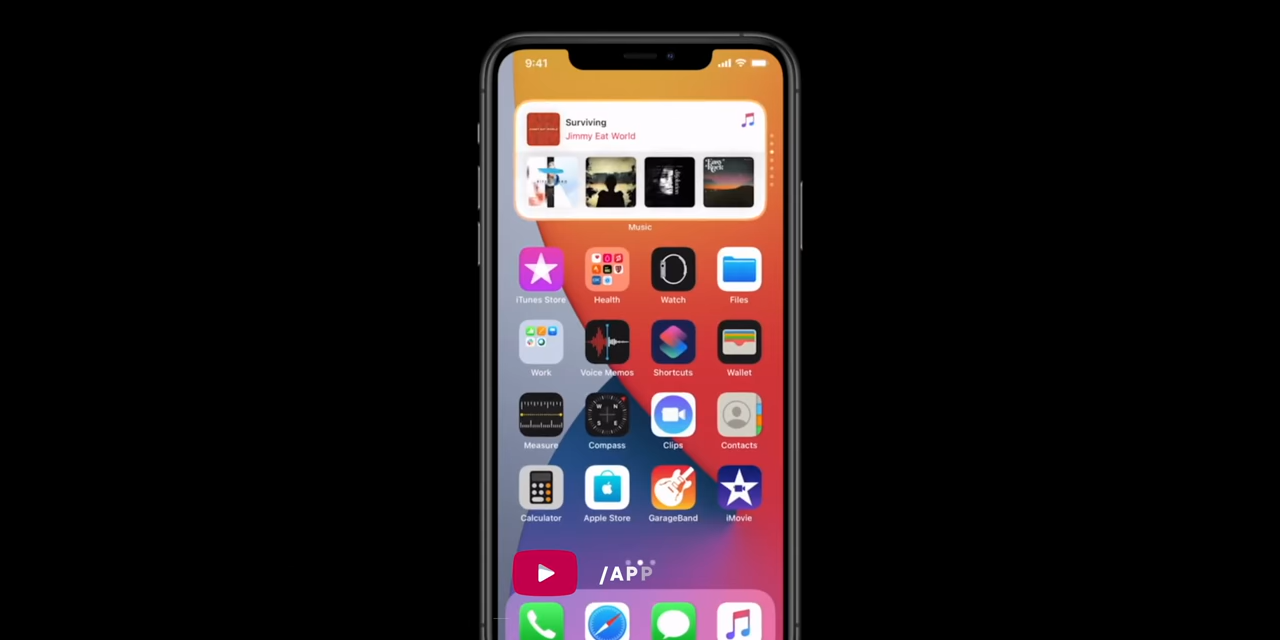 9:41
Surviving
Jimmy Eat World
Music
iTunes Store Health Watch Files
Work Voice Memos Shortcuts Wallet
W N S E
Measure Compass Clips Contacts
Calculator Apple Store GarageBand iMovie
/APP